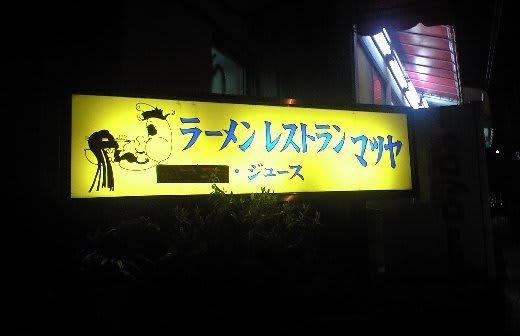 ラーメンレストラン マツヤ
・ジュース